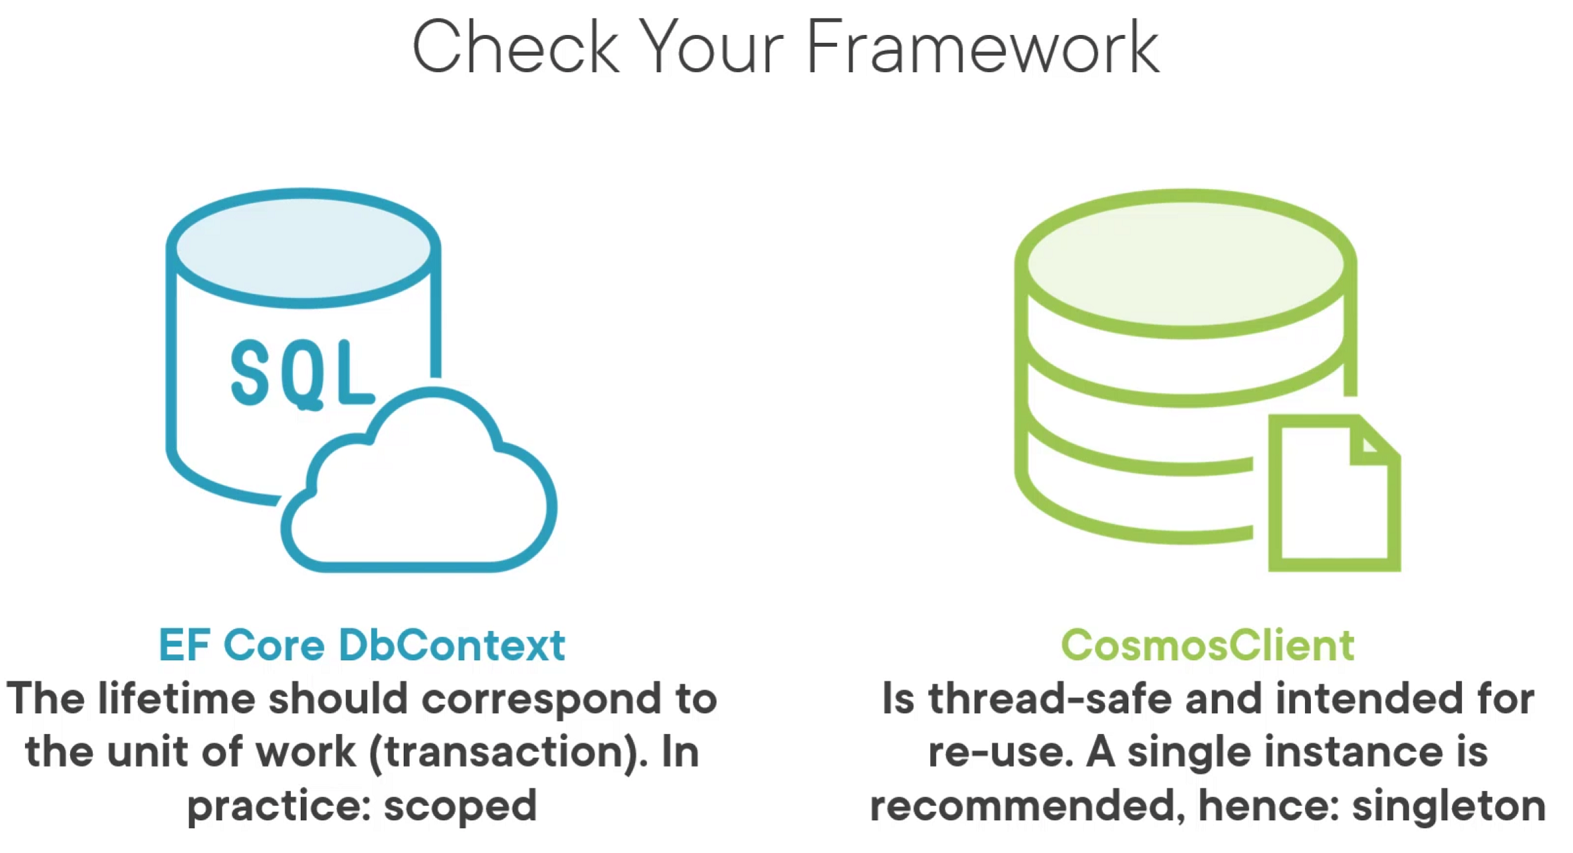 Check Your Framework
SQL
EF Core DbContext
The lifetime should correspond to
the unit of work (transaction). In
practice: scoped
CosmosClient
Is thread-safe and intended for
re-use. A single instance is
recommended, hence: singleton